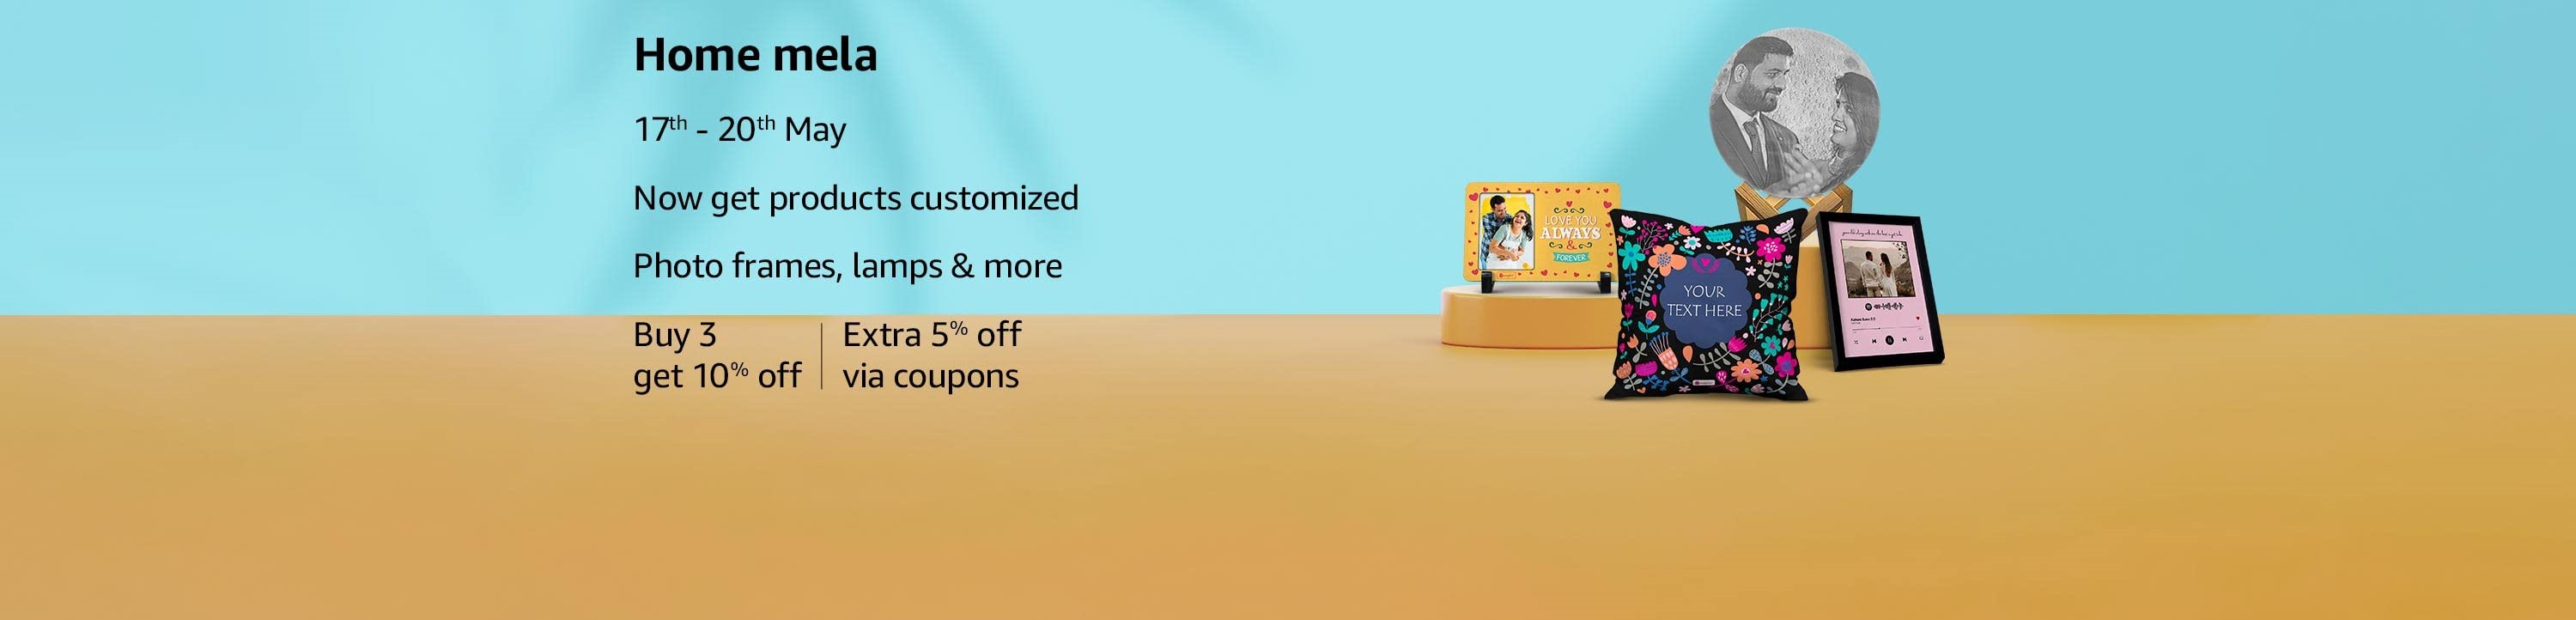 Home mela
17th - 20th May
Now get products customized
Photo frames, lamps & more
Buy 3
get 10% off
Extra 5% off
via coupons
LOVE YOU
ALWAYS
&
FOREVER
YOUR
TEXT HERE